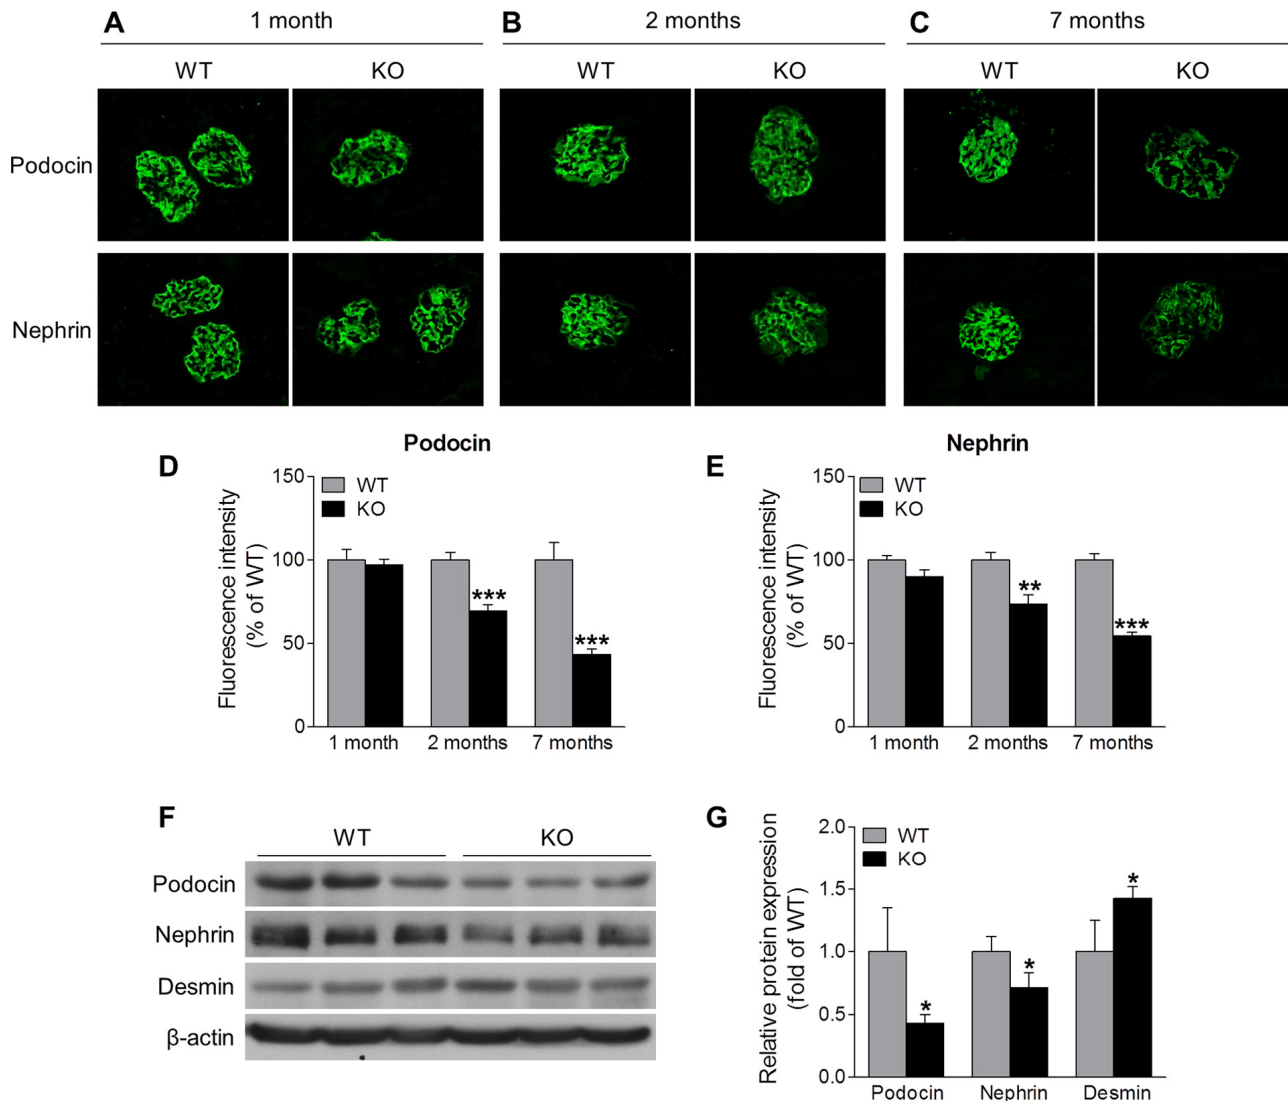 A 1 month
WT KO
B 2 months
WT KO
C 7 months
WT KO
Podocin
Nephrin
D Podocin
Fluorescence intensity
(% of WT)
150
100
50
0
WT
KO
***
***
1 month 2 months 7 months
E Nephrin
Fluorescence intensity
(% of WT)
150
100
50
0
WT
KO
**
***
1 month 2 months 7 months
F
WT KO
Podocin
Nephrin
Desmin
β-actin
G
Relative protein expression
(fold of WT)
2.0
1.5
1.0
0.5
0.0
WT
KO
*
*
*
Podocin Nephrin Desmin